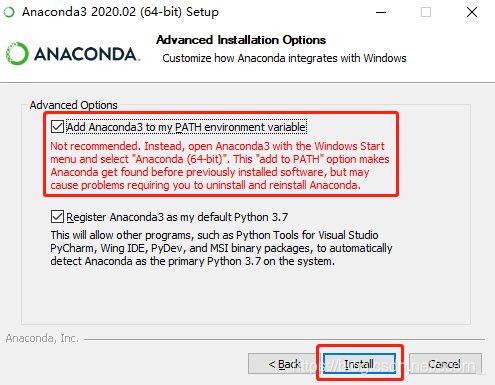 Anaconda3 2020.02 (64-bit) Setup
ANACONDA.
Advanced Installation Options
Customize how Anaconda integrates with Windows
Advanced Options
Add Anaconda3 to my PATH environment variable
Not recommended. Instead, open Anaconda3 with the Windows Start
menu and select "Anaconda (64-bit)". This "add to PATH" option makes
Anaconda get found before previously installed software, but may
cause problems requiring you to uninstall and reinstall Anaconda.
Register Anaconda3 as my default Python 3.7
This will allow other programs, such as Python Tools for Visual Studio
PyCharm, Wing IDE, PyDev, and MSI binary packages, to automatically
detect Anaconda as the primary Python 3.7 on the system.
Anaconda, Inc.
< Back
Install
Cancel